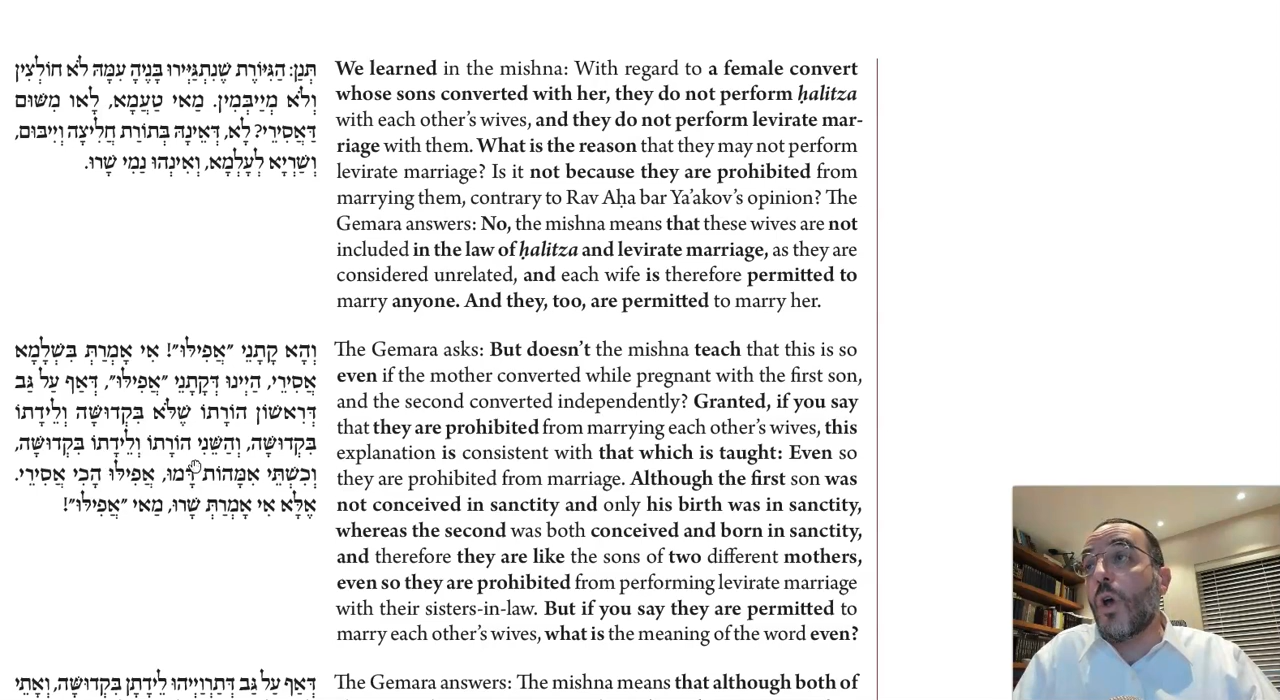 תְּנַן: הַגִּיּוֹרֶת שֶׁנִּתְגַּיְּירוּ בָּנֶיהָ עִמָּהּ לֹא חוֹלְצִין
וְלֹא מְיַיבְּמִין. מַאי טַעְמָא, לָאו מִשּׁוּם
דַּאֲסִירִי? לָא, דְּאֵינָהּ בְּתוֹרַת חֲלִיצָה וְיִיבּוּם,
וְשַׁרְיָא לְעָלְמָא, וְאִינְהוּ נַמִי שָׁרוּ.
We learned in the mishna: With regard to a female convert
whose sons converted with her, they do not perform ḥalitza
with each other's wives, and they do not perform levirate mar-
riage with them. What is the reason that they may not perform
levirate marriage? Is it not because they are prohibited from
marrying them, contrary to Rav Aḥa bar Ya'akov's opinion? The
Gemara answers: No, the mishna means that these wives are not
included in the law of ḥalitza and levirate marriage, as they are
considered unrelated, and each wife is therefore permitted to
marry anyone. And they, too, are permitted to marry her.
וְהָא קָתָנֵי ״אֲפִילּוּ״! אִי אָמְרַתְּ בִּשְׁלָמָא
אֲסִירִי, הַיְינוּ דְּקָתָנֵי ״אֲפִילּוּ״, דְּאַף עַל גַּב
דְּרִאשׁוֹן הוֹרָתוֹ שֶׁלֹּא בִּקְדוּשָּׁה וְלֵידָתוֹ
בִּקְדוּשָּׁה, וְהַשֵּׁנִי הוֹרָתוֹ וְלֵידָתוֹ בִּקְדוּשָּׁה,
וְכִשְׁתֵּי אִמָּהוֹת דָּמוּ, אֲפִילּוּ הָכִי אֲסִירִי.
אֶלָּא אִי אָמְרַתְּ שָׁרוּ, מַאי ״אֲפִילּוּ״!
The Gemara asks: But doesn't the mishna teach that this is so
even if the mother converted while pregnant with the first son,
and the second converted independently? Granted, if you say
that they are prohibited from marrying each other's wives, this
explanation is consistent with that which is taught: Even so
they are prohibited from marriage. Although the first son was
not conceived in sanctity and only his birth was in sanctity,
whereas the second was both conceived and born in sanctity,
and therefore they are like the sons of two different mothers,
even so they are prohibited from performing levirate marriage
with their sisters-in-law. But if you say they are permitted to
marry each other's wives, what is the meaning of the word even?
דְּאַף עַל גַּב דְּתַרְוַיְיהוּ לֵידָתָן בִּקְדוּשָּׁה, וְאָתֵי
The Gemara answers: The mishna means that although both of